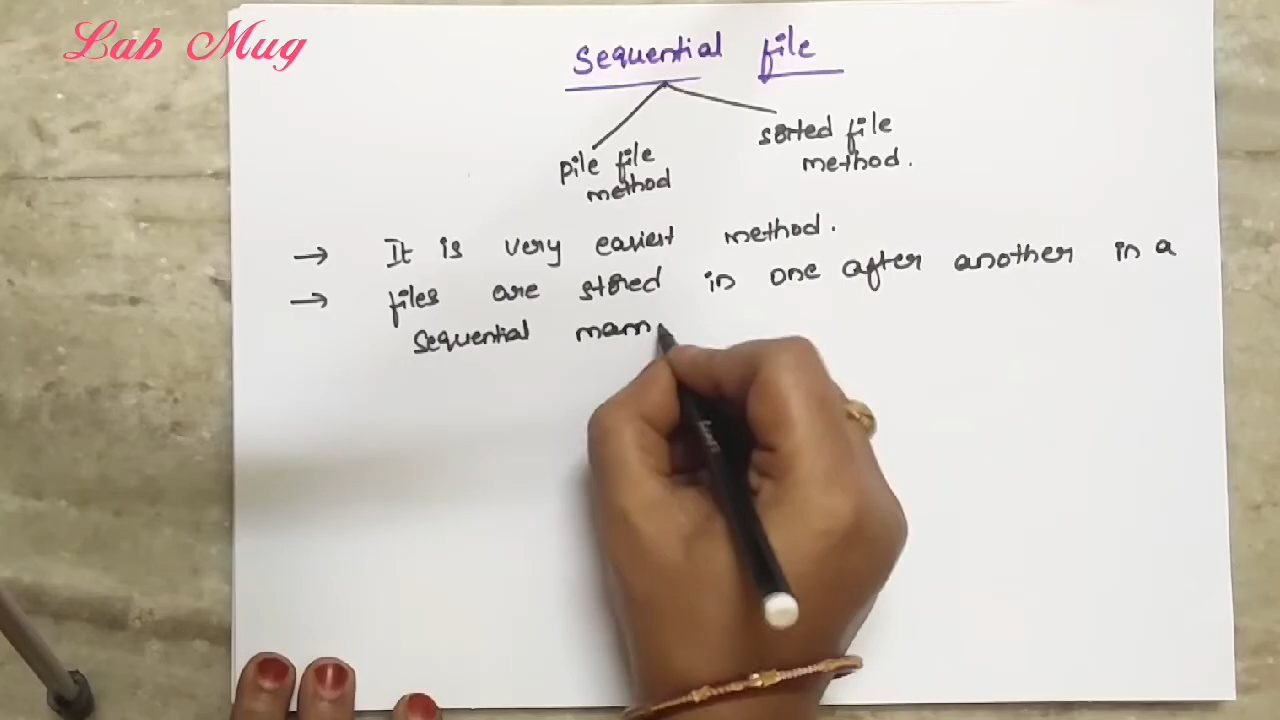 Lab Mug
Sequential file
pile file
method
sorted file
method.
→ It is very easiest method.
→ files are stored in one after another in a
sequential mann